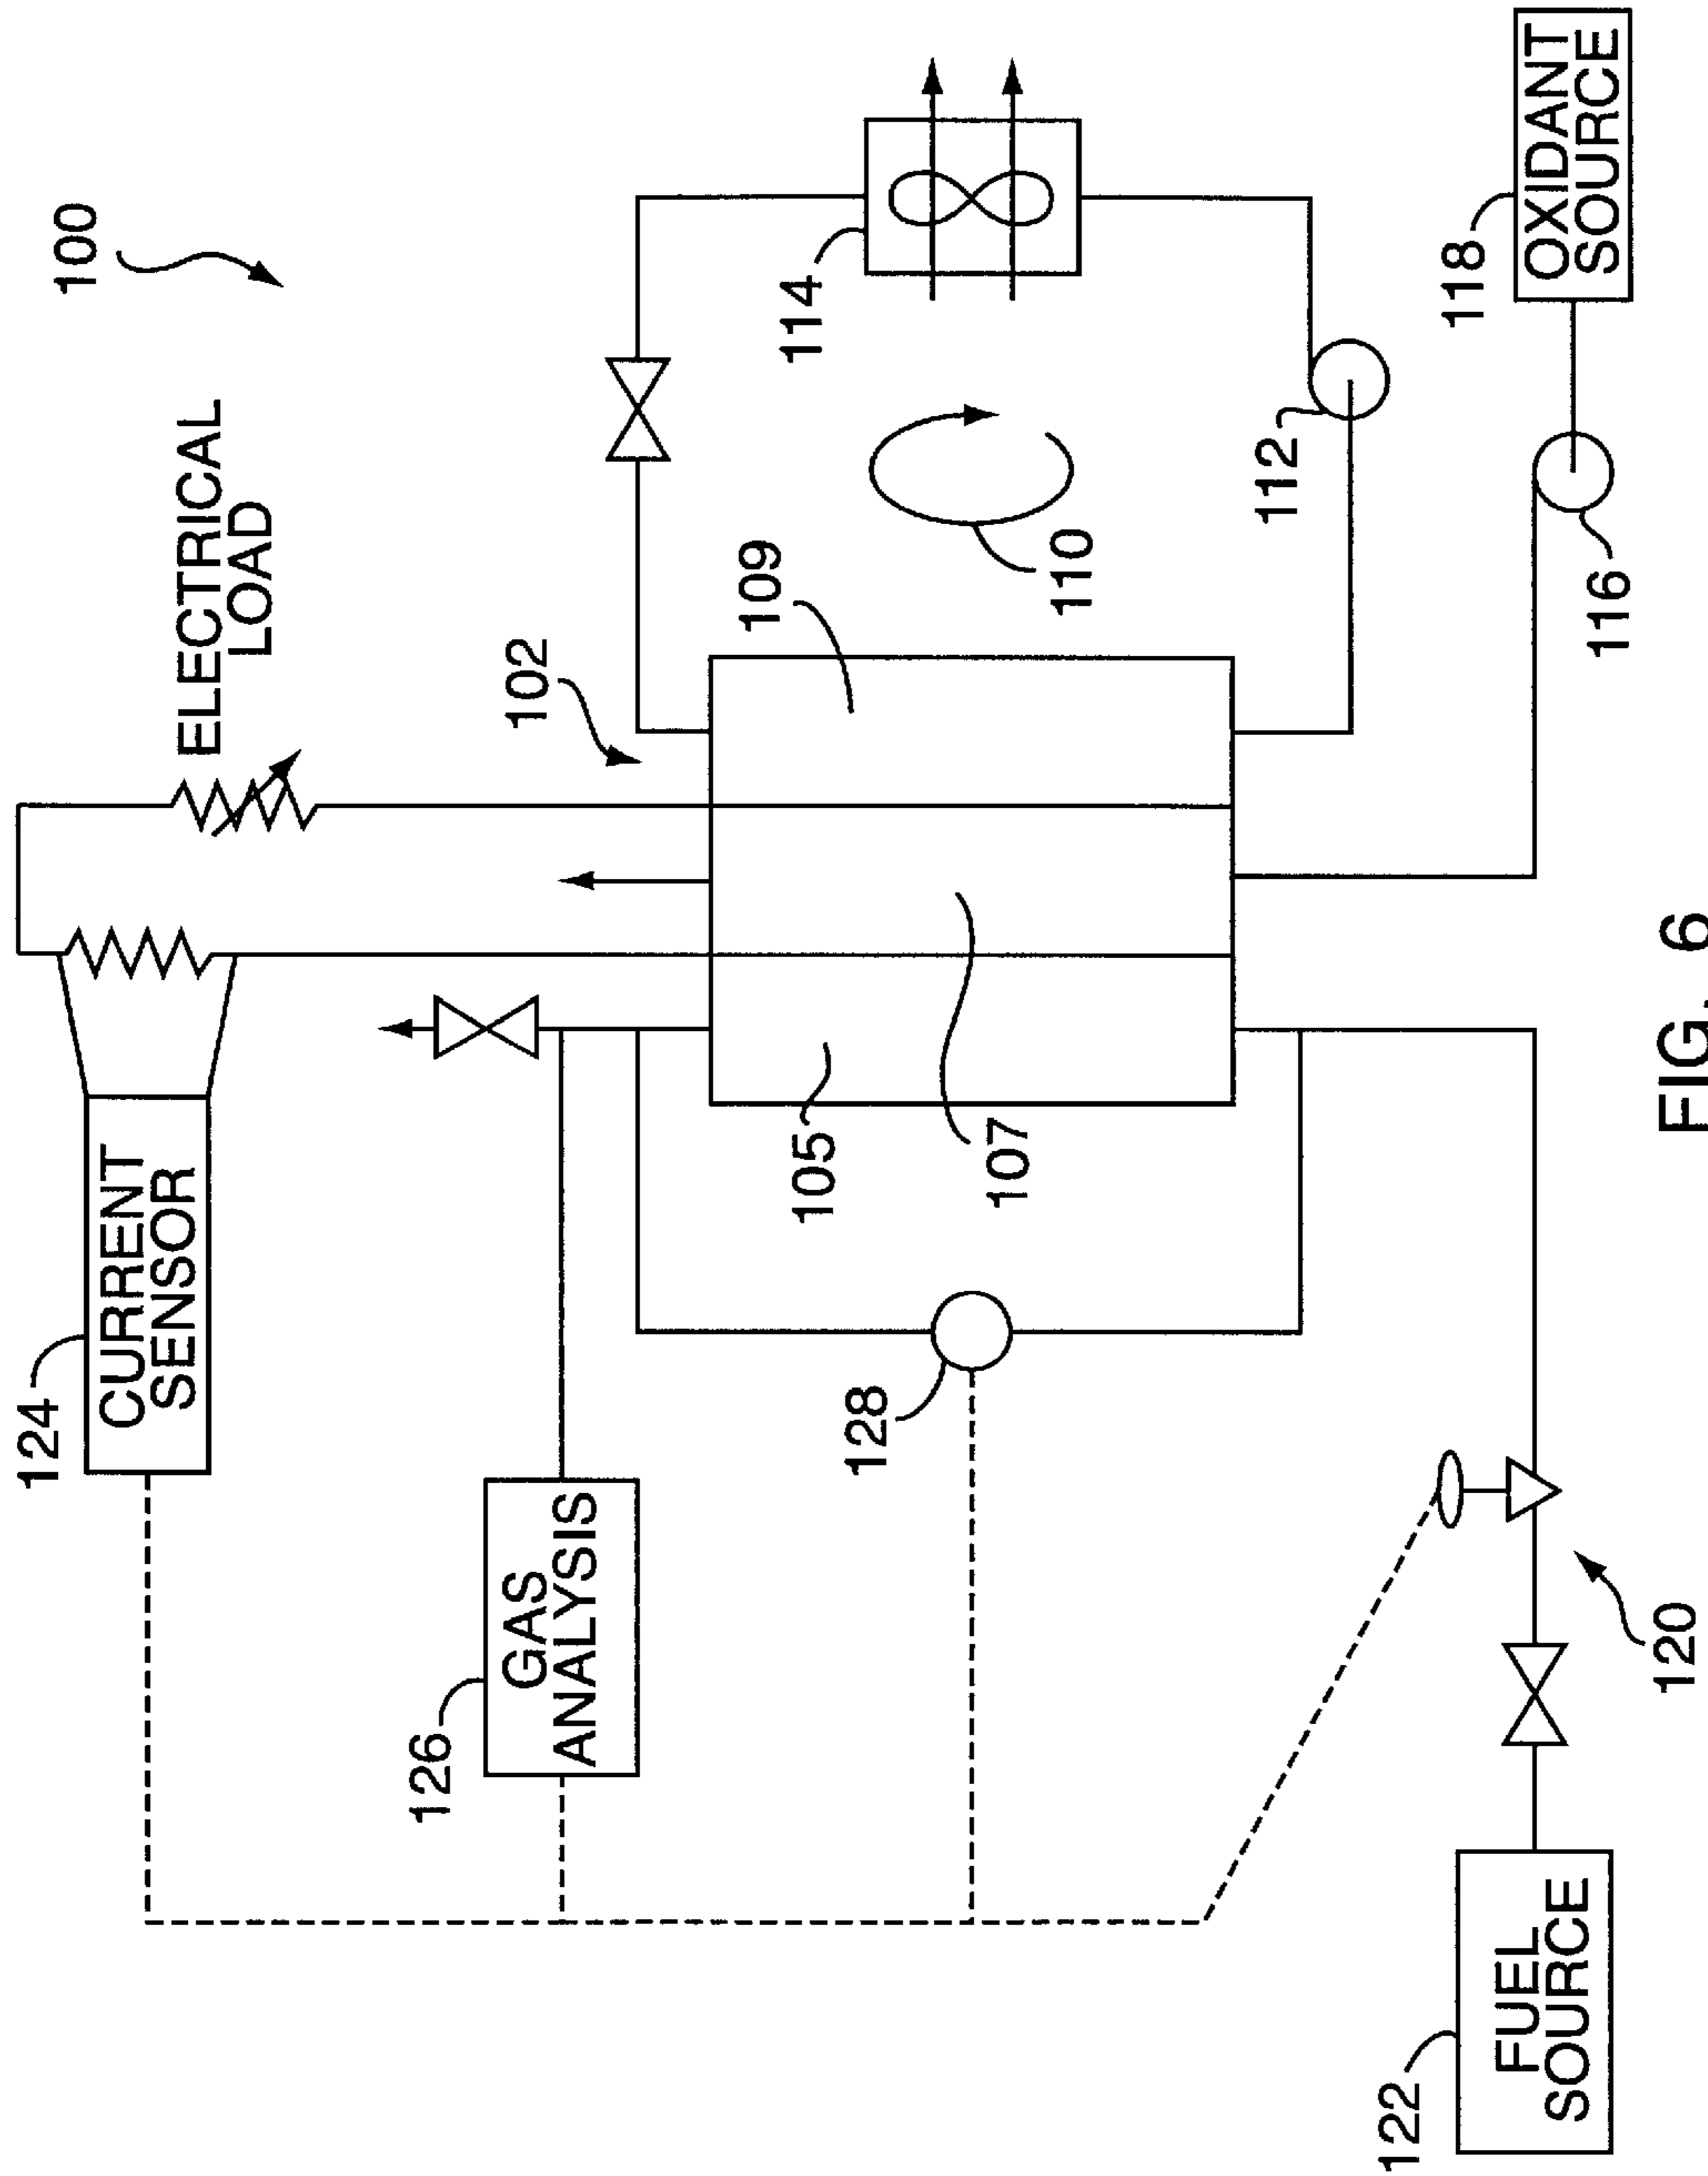 100
ELECTRICAL
LOAD
124
CURRENT
SENSOR
102
109
114
126
GAS
ANALYSIS
105
107
110
112
128
118
OXIDANT
SOURCE
116
122
FUEL
SOURCE
120
FIG. 6